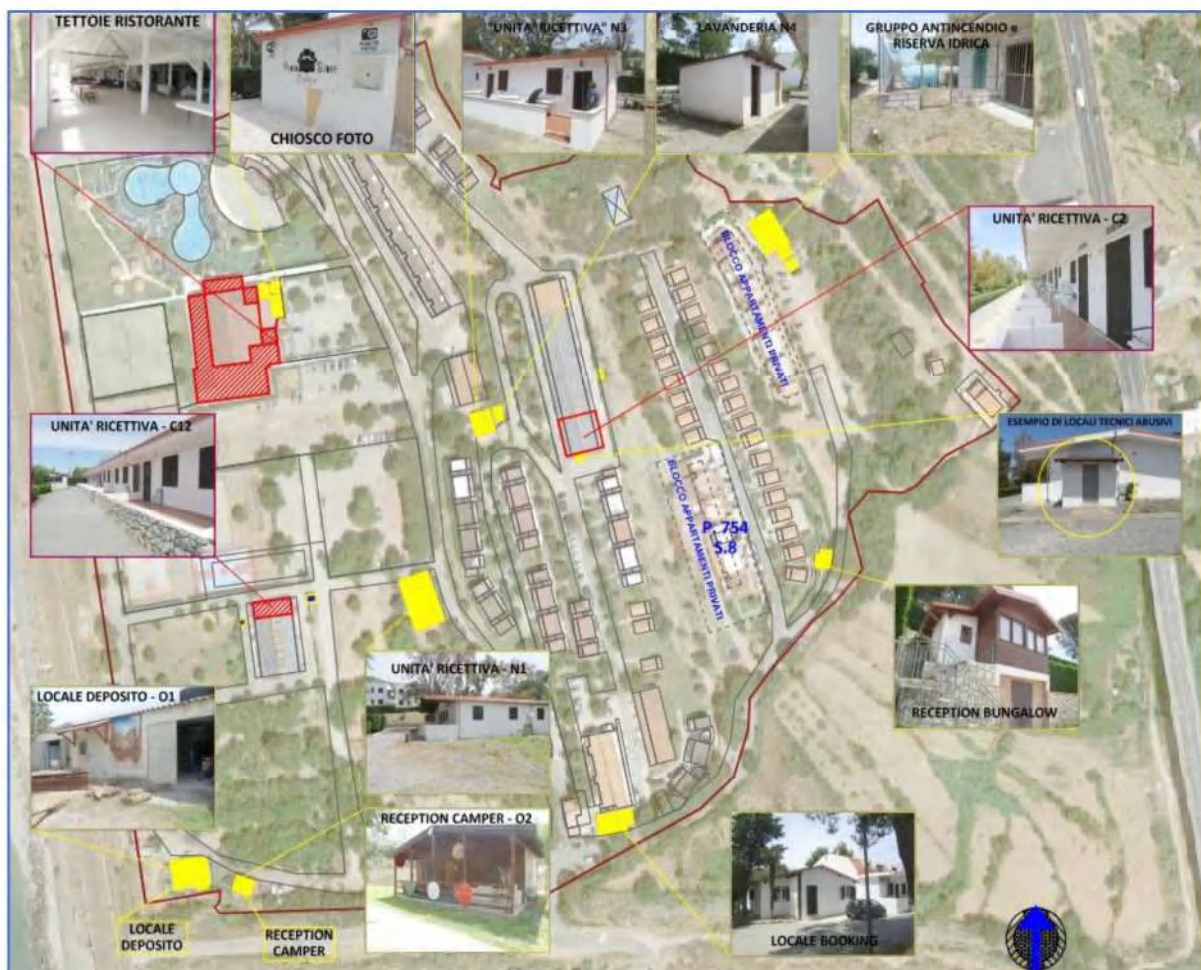 TETTOIE RISTORANTE
CHIOSCO FOTO
"UNITA' RICETTIVA" N3
LAVANDERIA N4
GRUPPO ANTINCENDIO e
RISERVA IDRICA
UNITA' RICETTIVA - C2
BLOCCO APPARTAMENTI PRIVATI
UNITA' RICETTIVA - C12
ESEMPIO DI LOCALI TECNICI ABUSIVI
BLOCCO APPARTAMENTI PRIVATI
P. 754
S.8
RECEPTION BUNGALOW
UNITA' RICETTIVA - N1
LOCALE DEPOSITO - O1
RECEPTION CAMPER - O2
LOCALE BOOKING
LOCALE
DEPOSITO
RECEPTION
CAMPER